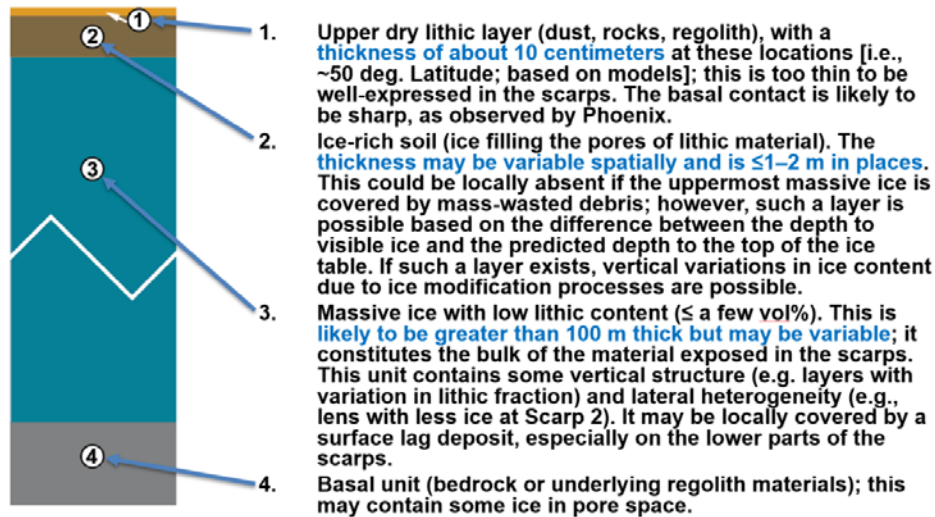 1
2
3
4
1. Upper dry lithic layer (dust, rocks, regolith), with a
thickness of about 10 centimeters at these locations [i.e.,
~50 deg. Latitude; based on models]; this is too thin to be
well-expressed in the scarps. The basal contact is likely to
be sharp, as observed by Phoenix.
2. Ice-rich soil (ice filling the pores of lithic material). The
thickness may be variable spatially and is ≤1–2 m in places.
This could be locally absent if the uppermost massive ice is
covered by mass-wasted debris; however, such a layer is
possible based on the difference between the depth to
visible ice and the predicted depth to the top of the ice
table. If such a layer exists, vertical variations in ice content
due to ice modification processes are possible.
3. Massive ice with low lithic content (≤ a few vol%). This is
likely to be greater than 100 m thick but may be variable; it
constitutes the bulk of the material exposed in the scarps.
This unit contains some vertical structure (e.g. layers with
variation in lithic fraction) and lateral heterogeneity (e.g.,
lens with less ice at Scarp 2). It may be locally covered by a
surface lag deposit, especially on the lower parts of the
scarps.
4. Basal unit (bedrock or underlying regolith materials); this
may contain some ice in pore space.